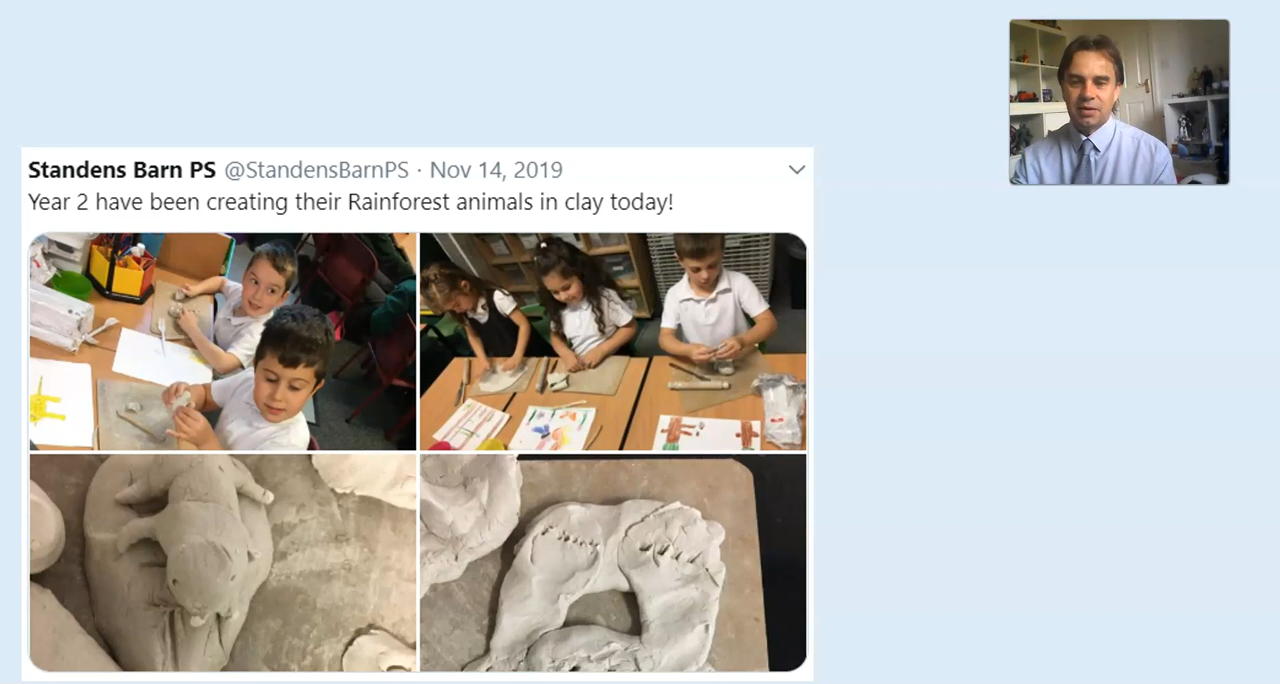 Standens Barn PS @StandensBarnPS · Nov 14, 2019
Year 2 have been creating their Rainforest animals in clay today!